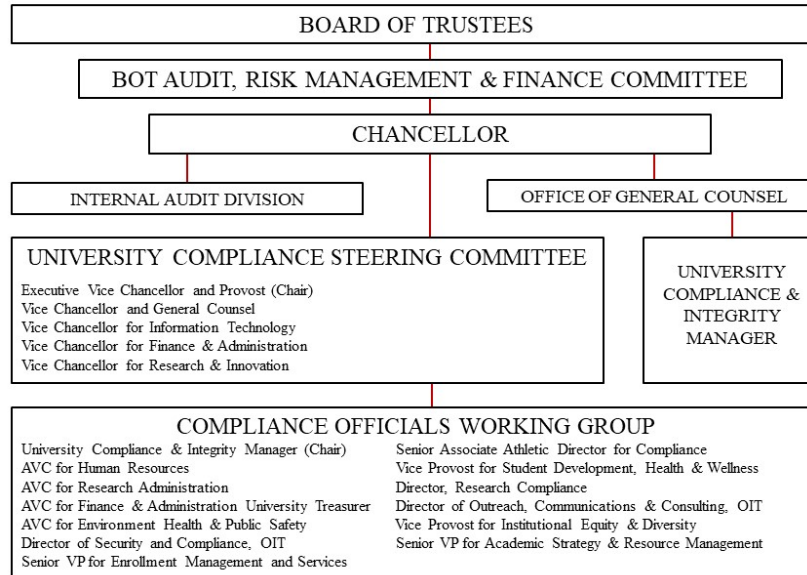 BOARD OF TRUSTEES
BOT AUDIT, RISK MANAGEMENT & FINANCE COMMITTEE
CHANCELLOR
INTERNAL AUDIT DIVISION
OFFICE OF GENERAL COUNSEL
UNIVERSITY COMPLIANCE STEERING COMMITTEE
Executive Vice Chancellor and Provost (Chair)
Vice Chancellor and General Counsel
Vice Chancellor for Information Technology
Vice Chancellor for Finance & Administration
Vice Chancellor for Research & Innovation
UNIVERSITY
COMPLIANCE &
INTEGRITY
MANAGER
COMPLIANCE OFFICIALS WORKING GROUP
University Compliance & Integrity Manager (Chair)
AVC for Human Resources
AVC for Research Administration
AVC for Finance & Administration University Treasurer
AVC for Environment Health & Public Safety
Director of Security and Compliance, OIT
Senior VP for Enrollment Management and Services
Senior Associate Athletic Director for Compliance
Vice Provost for Student Development, Health & Wellness
Director, Research Compliance
Director of Outreach, Communications & Consulting, OIT
Vice Provost for Institutional Equity & Diversity
Senior VP for Academic Strategy & Resource Management